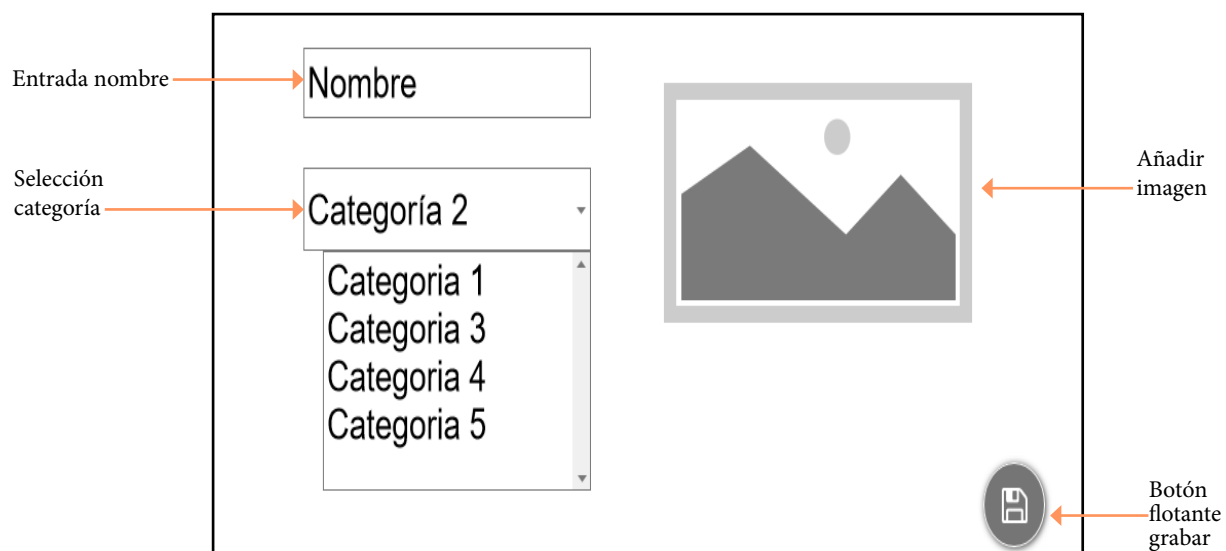 Entrada nombre
Nombre
Selección
categoría
Categoría 2
Categoria 1
Categoria 3
Categoria 4
Categoria 5
Añadir
imagen
Botón
flotante
grabar